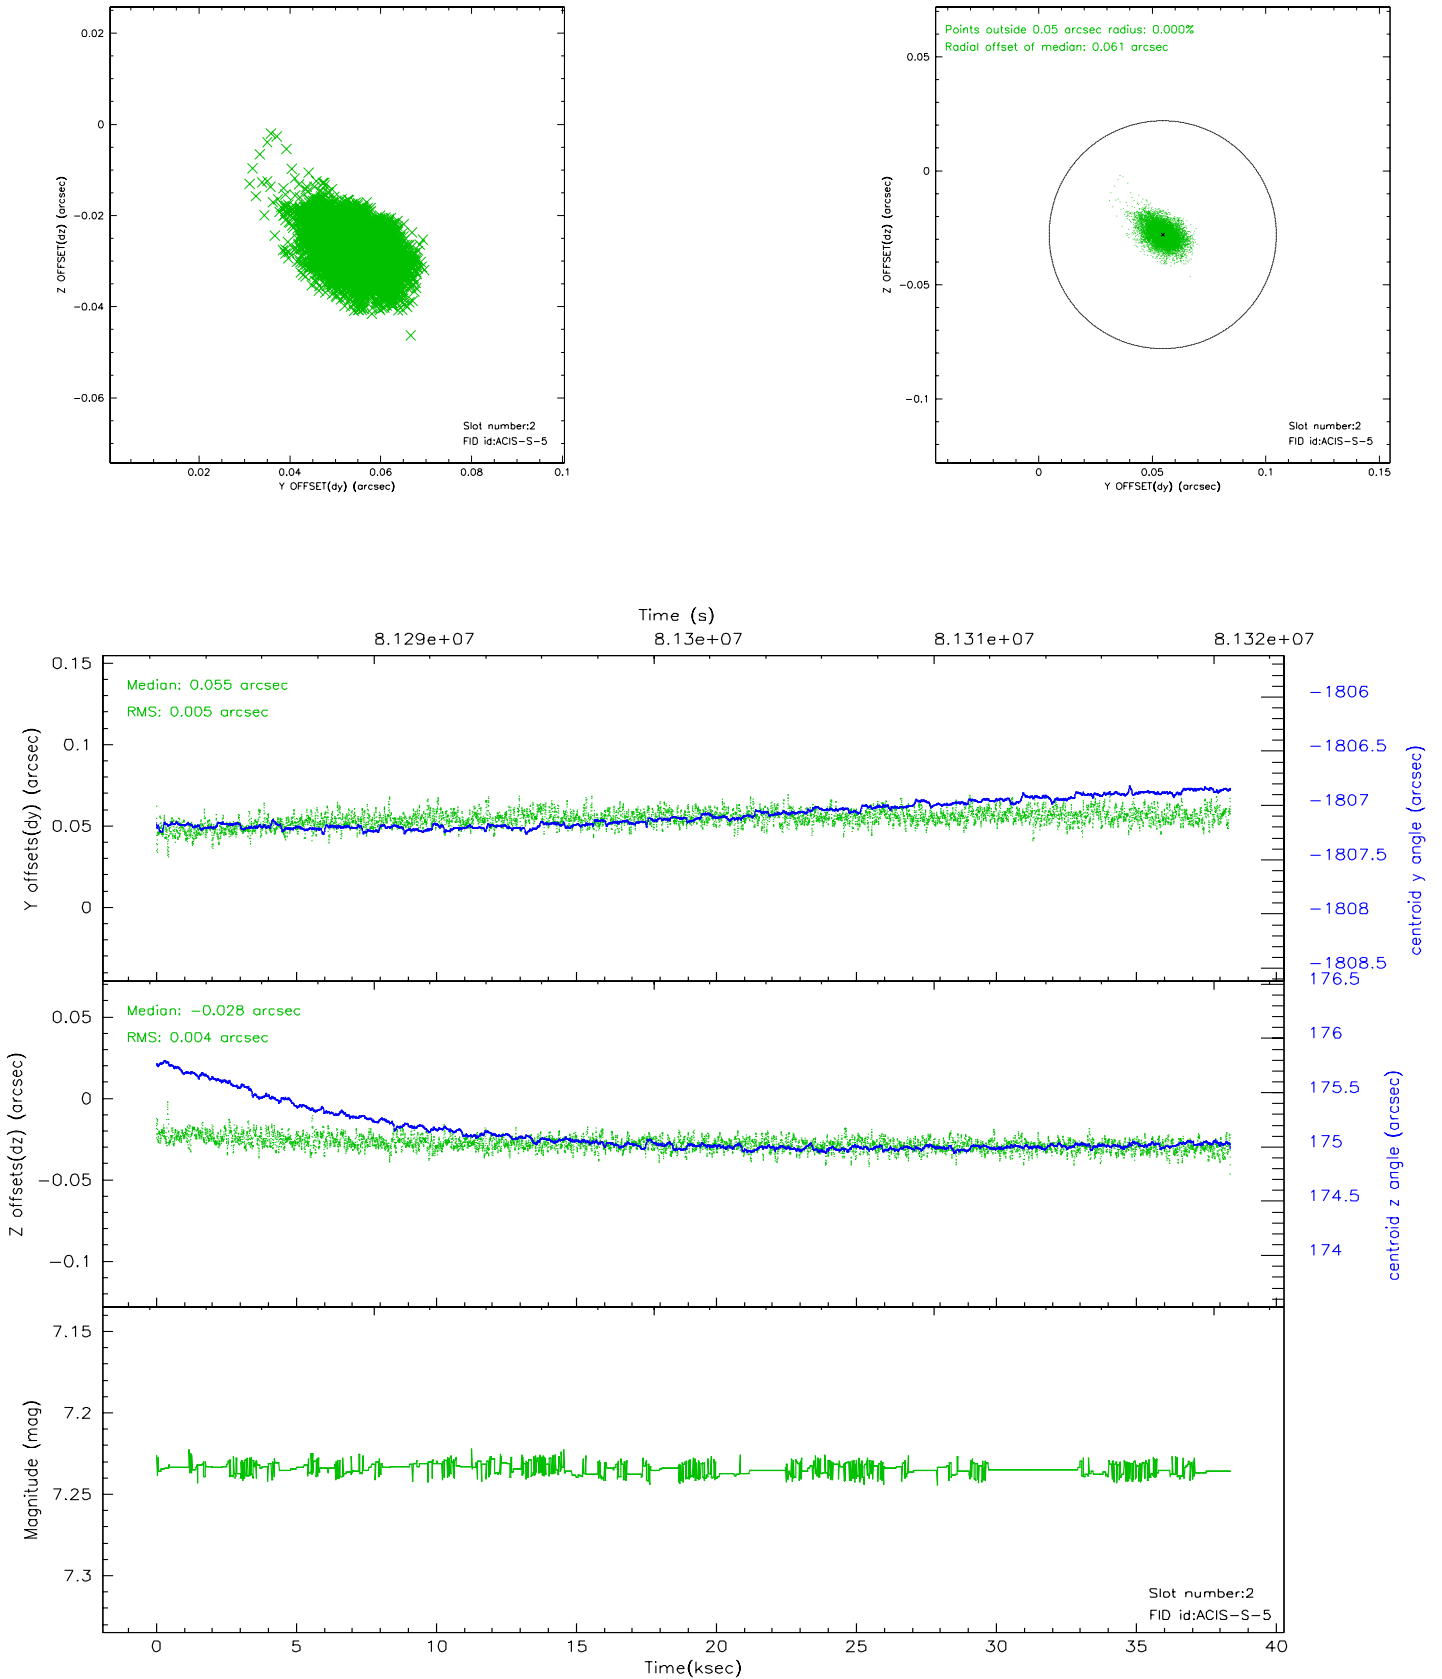 0.02
0
−0.02
−0.04
−0.06
Z OFFSET(dz) (arcsec)
Slot number:2
FID id:ACIS−S−5
0.02 0.04 0.06 0.08 0.1
Y OFFSET(dy) (arcsec)
Points outside 0.05 arcsec radius: 0.000%
Radial offset of median: 0.061 arcsec
0.05
0
−0.05
−0.1
Z OFFSET(dz) (arcsec)
Slot number:2
FID id:ACIS−S−5
0 0.05 0.1 0.15
Y OFFSET(dy) (arcsec)
Time (s)
8.129e+07 8.13e+07 8.131e+07 8.132e+07
0.15
0.1
0.05
0
Y offsets(dy) (arcsec)
Median: 0.055 arcsec
RMS: 0.005 arcsec
−1806
−1806.5
−1807
−1807.5
−1808
−1808.5
centroid y angle (arcsec)
0.05
0
−0.05
−0.1
Z offsets(dz) (arcsec)
Median: −0.028 arcsec
RMS: 0.004 arcsec
176.5
176
175.5
175
174.5
174
centroid z angle (arcsec)
7.15
7.2
7.25
7.3
Magnitude (mag)
Slot number:2
FID id:ACIS−S−5
0 5 10 15 20 25 30 35 40
Time(ksec)